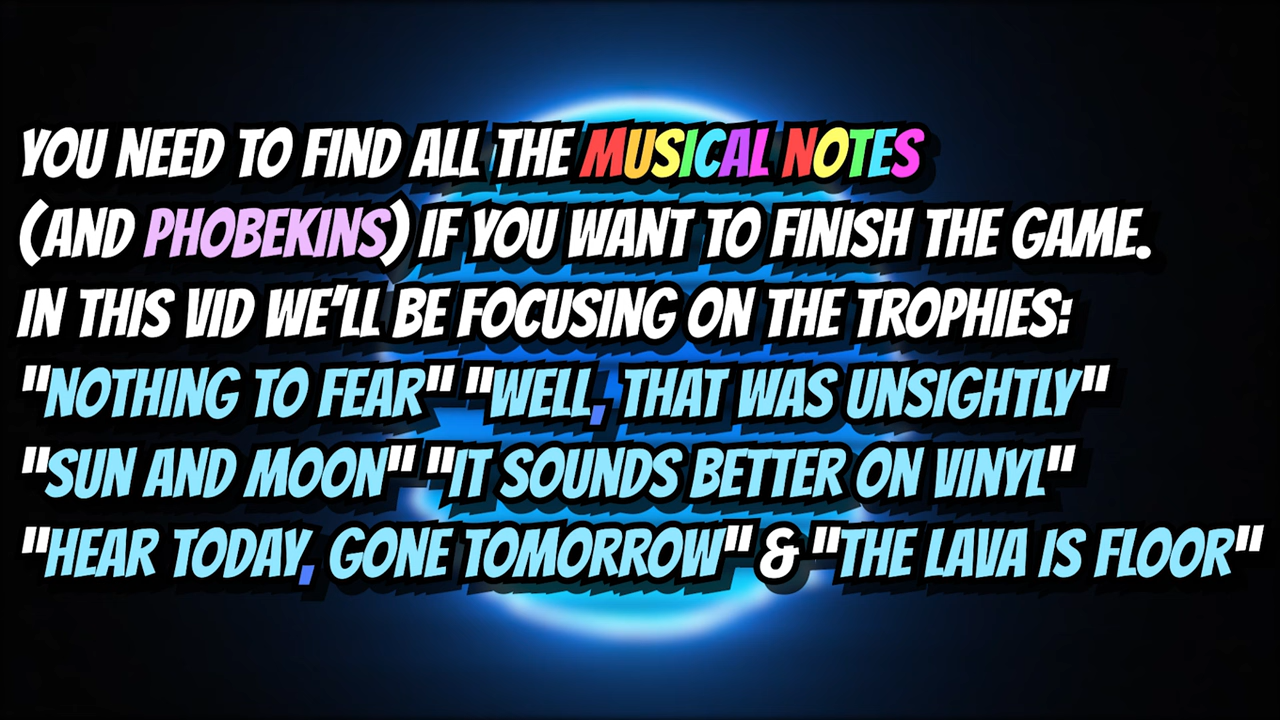 YOU NEED TO FIND ALL THE MUSICAL NOTES
(AND PHOBEKINS) IF YOU WANT TO FINISH THE GAME.
IN THIS VID WE'LL BE FOCUSING ON THE TROPHIES:
"NOTHING TO FEAR" "WELL, THAT WAS UNSIGHTLY"
"SUN AND MOON" "IT SOUNDS BETTER ON VINYL"
"HEAR TODAY, GONE TOMORROW" & "THE LAVA IS FLOOR"